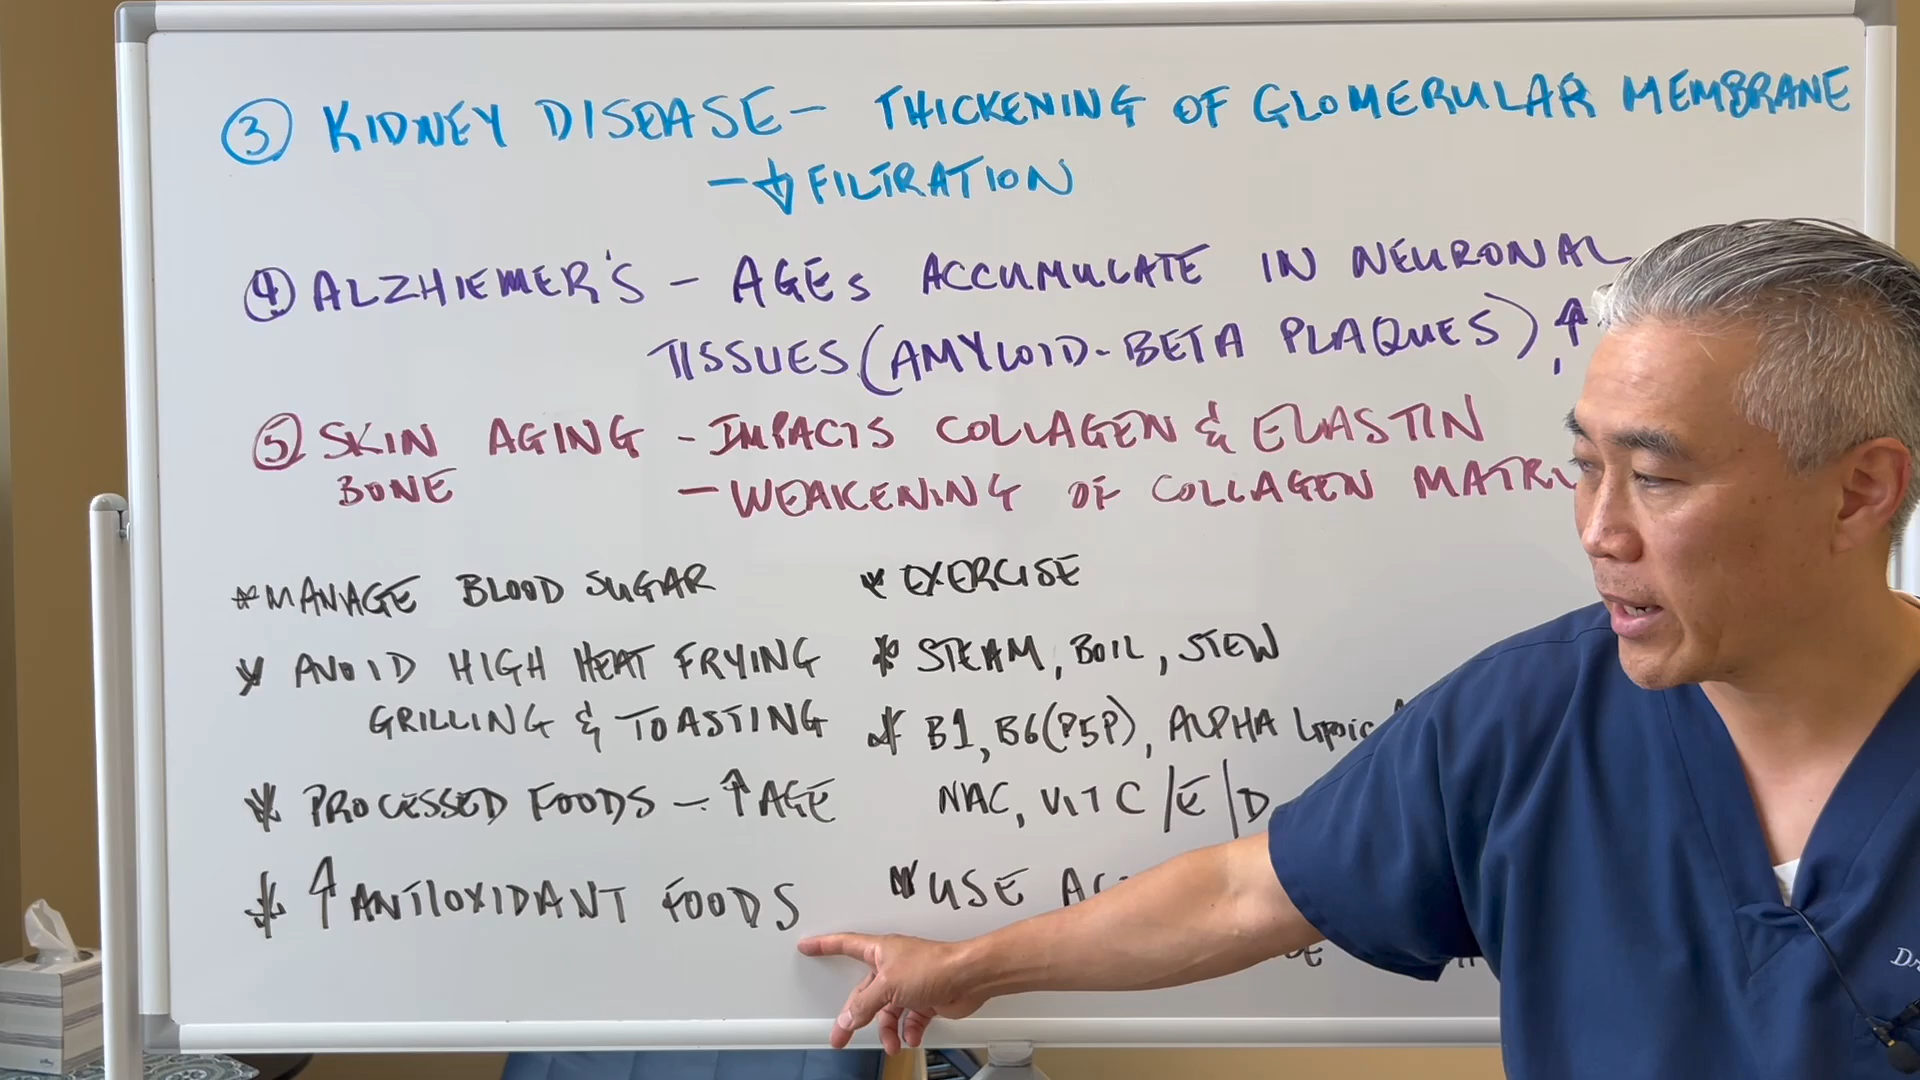 ③ KIDNEY DISEASE – THICKENING OF GLOMERULAR MEMBRANE
– ↓ FILTRATION
④ ALZHIEMER'S – AGEs ACCUMULATE IN NEURONAL
TISSUES (AMYLOID-BETA PLAQUES) ↑
⑤ SKIN AGING - IMPACTS COLLAGEN & ELASTIN
BONE – WEAKENING OF COLLAGEN
* MANAGE BLOOD SUGAR
* AVOID HIGH HEAT FRYING
GRILLING & TOASTING
* PROCESSED FOODS – ↑ AGE
* ↑ ANTIOXIDANT FOODS
* EXERCISE
* STEAM, BOIL, STEW
* B1, B6 (P5P), ALPHA Lipoic
NAC, VIT C /E /D
* USE